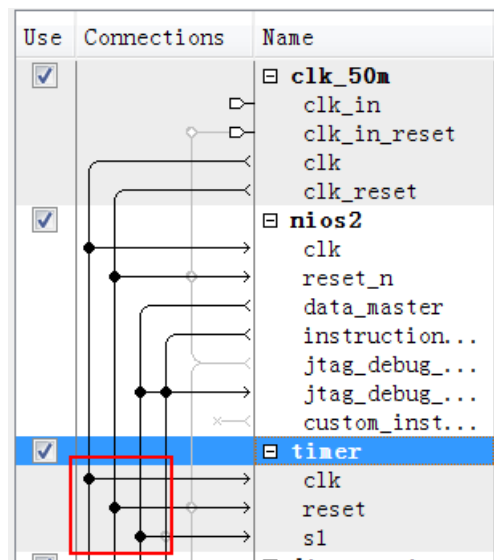 Use Connections Name
clk_50m
clk_in
clk_in_reset
clk
clk_reset
nios2
clk
reset_n
data_master
instruction...
jtag_debug_...
jtag_debug_...
custom_inst...
timer
clk
reset
s1